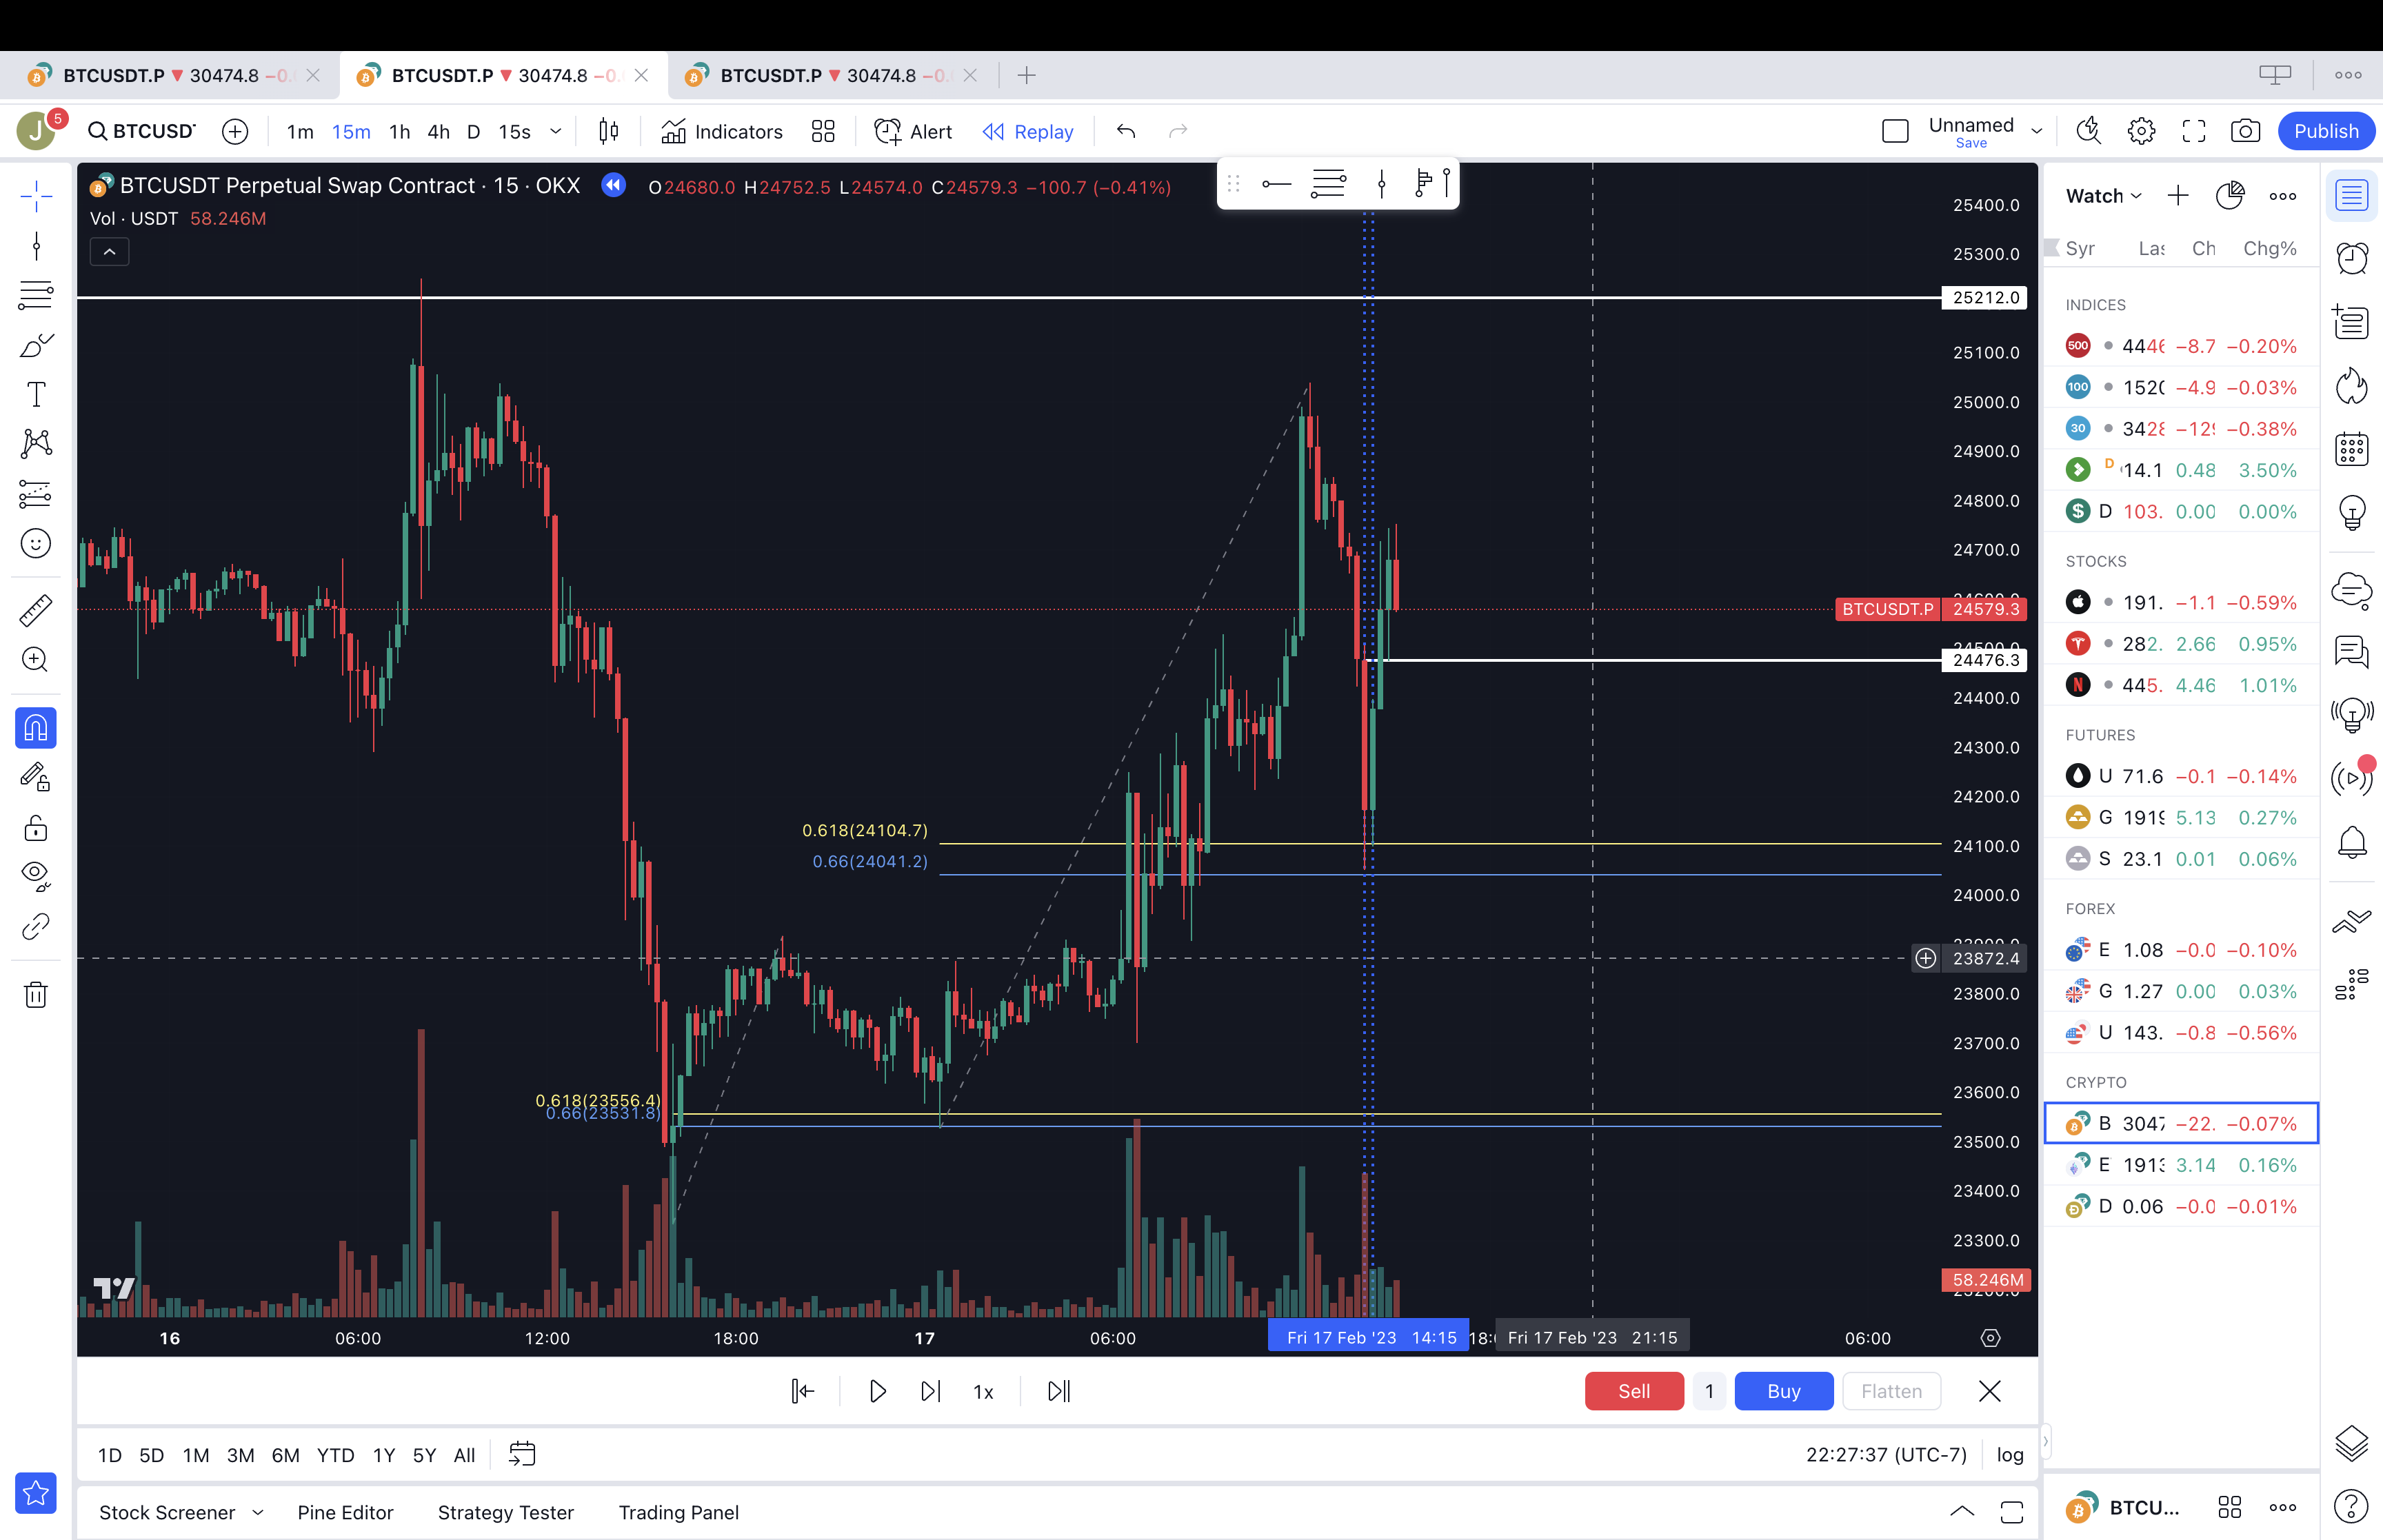 BTCUSDT.P 30474.8 −0. BTCUSDT.P 30474.8 −0. BTCUSDT.P 30474.8 −0.
J 5 BTCUSD 1m 15m 1h 4h D 15s Indicators Alert Replay Unnamed Save Publish
BTCUSDT Perpetual Swap Contract · 15 · OKX O24680.0 H24752.5 L24574.0 C24579.3 −100.7 (−0.41%)
Vol · USDT 58.246M
25400.0
25300.0
25212.0
25100.0
25000.0
24900.0
24800.0
24700.0
BTCUSDT.P 24579.3
24476.3
24400.0
24300.0
24200.0
0.618(24104.7)
24100.0
0.66(24041.2)
24000.0
23872.4
23800.0
23700.0
23600.0
0.618(23556.4)
0.66(23531.8)
23500.0
23400.0
23300.0
58.246M
16 06:00 12:00 18:00 17 06:00 Fri 17 Feb '23 14:15 18: Fri 17 Feb '23 21:15 06:00
1x Sell 1 Buy Flatten
1D 5D 1M 3M 6M YTD 1Y 5Y All 22:27:37 (UTC-7) log
Stock Screener Pine Editor Strategy Tester Trading Panel
Watch
Syr Las Ch Chg%
INDICES
500 4446 −8.7 −0.20%
100 1520 −4.9 −0.03%
30 3428 −129 −0.38%
D 14.1 0.48 3.50%
$ D 103. 0.00 0.00%
STOCKS
191. −1.1 −0.59%
282. 2.66 0.95%
N 445. 4.46 1.01%
FUTURES
U 71.6 −0.1 −0.14%
G 1919 5.13 0.27%
S 23.1 0.01 0.06%
FOREX
E 1.08 −0.0 −0.10%
G 1.27 0.00 0.03%
U 143. −0.8 −0.56%
CRYPTO
B 3047 −22. −0.07%
E 1913 3.14 0.16%
D 0.06 −0.0 −0.01%
BTCU...